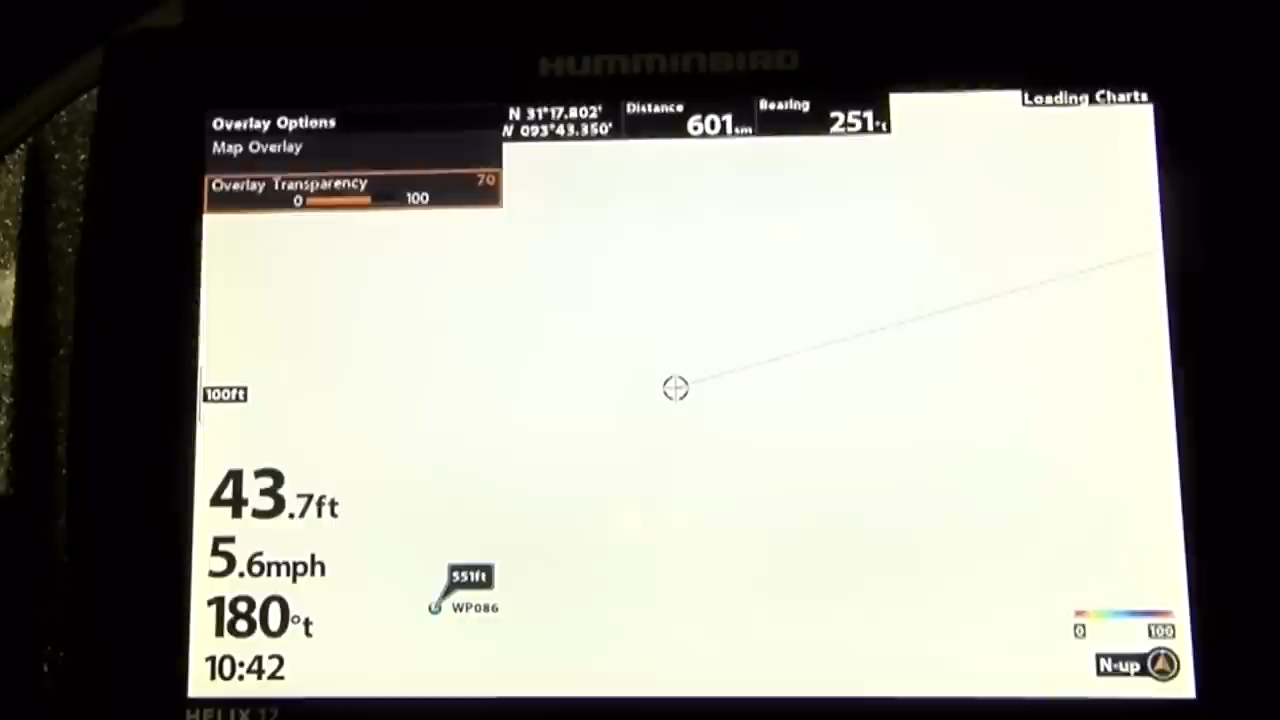 HUMMINBIRD
Overlay Options
Map Overlay
Overlay Transparency 70
0 100
N 31°17.802'
W 093°43.350'
Distance
601sm
Bearing
251°t
Loading Charts
100ft
43.7ft
5.6mph
180°t
10:42
551ft
WP086
0 100
N-up
HELIX 12